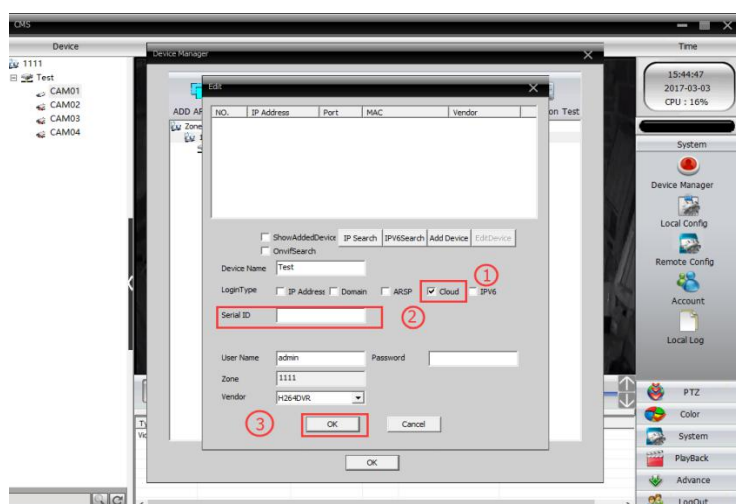 CMS
Device
Time
1111
Test
CAM01
CAM02
CAM03
CAM04
Device Manager
ADD AR
on Test
Zone
Edit
NO. IP Address Port MAC Vendor
ShowAddedDevice IP Search IPV6Search Add Device EditDevice
OnvifSearch
Device Name Test
LoginType IP Address Domain ARSP Cloud IPV6
①
Serial ID
②
User Name admin Password
Zone 1111
Vendor H264DVR
③
OK Cancel
OK
15:44:47
2017-03-03
CPU : 16%
System
Device Manager
Local Config
Remote Config
Account
Local Log
PTZ
Color
System
PlayBack
Advance
LogOut